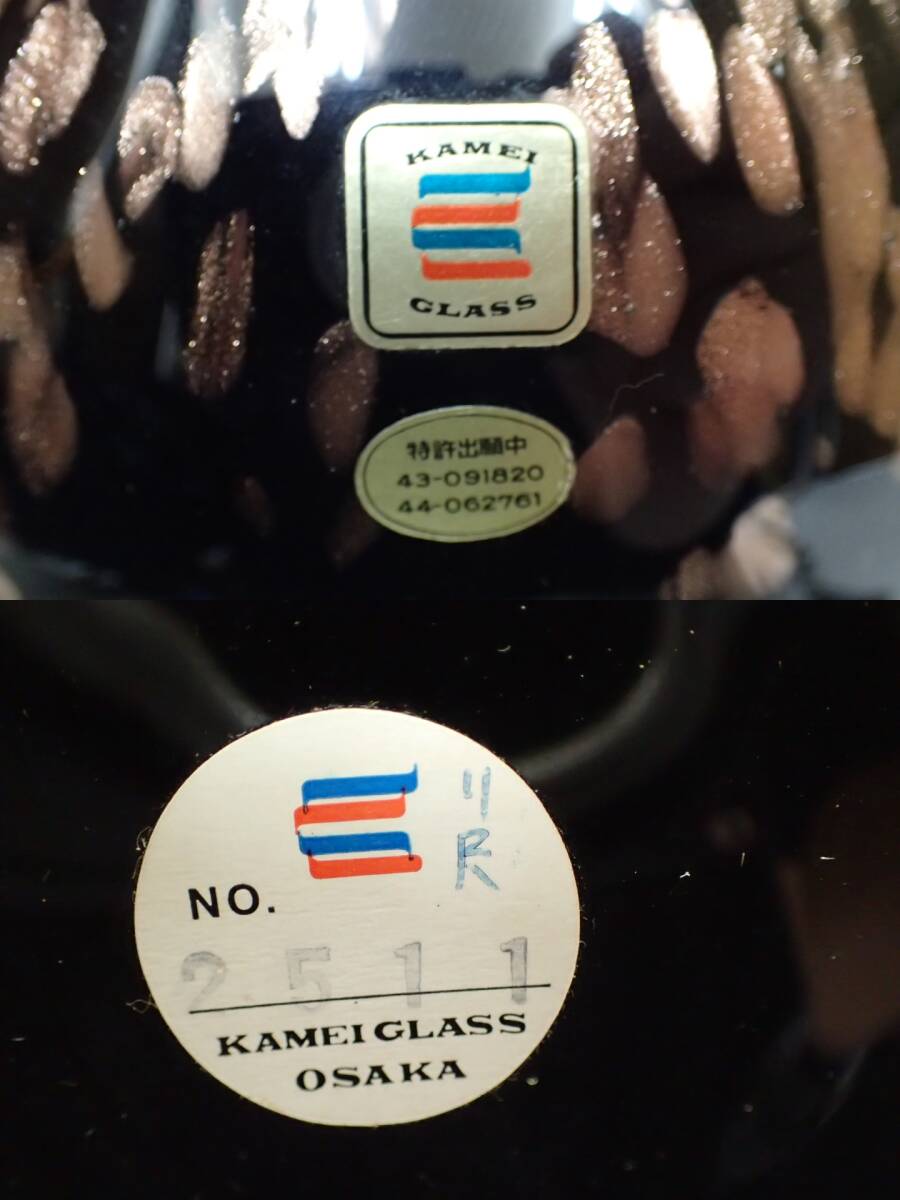 KAMEI
GLASS
特許出願中
43-091820
44-062761
NO.
2511
KAMEI GLASS
OSAKA